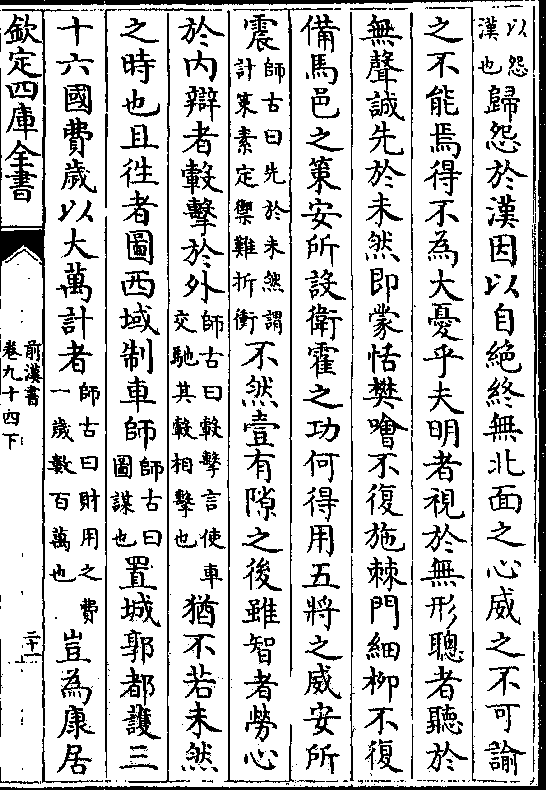 以怨
漢也歸怨於漢因以自絕終無北面之心威之不可諭
之不能焉得不為大憂乎夫明者視於無形聰者聽於
無聲誠先於未然即蒙恬樊噲不復施棘門細柳不復
備馬邑之策安所設衛霍之功何得用五將之威安所
震師古曰先於未然謂
計策素定禦難折衝不然壹有隙之後雖智者勞心
於內辯者轂擊於外師古曰轂擊言使車
交馳其轂相擊也猶不若未然
之時也且往者圖西域制車師師古曰
圖謀也置城郭都護三
十六國費歲以大萬計者師古曰財用之費
一歲數百萬也豈為康居
欽定四庫全書
前漢書
卷九十四下
二十一